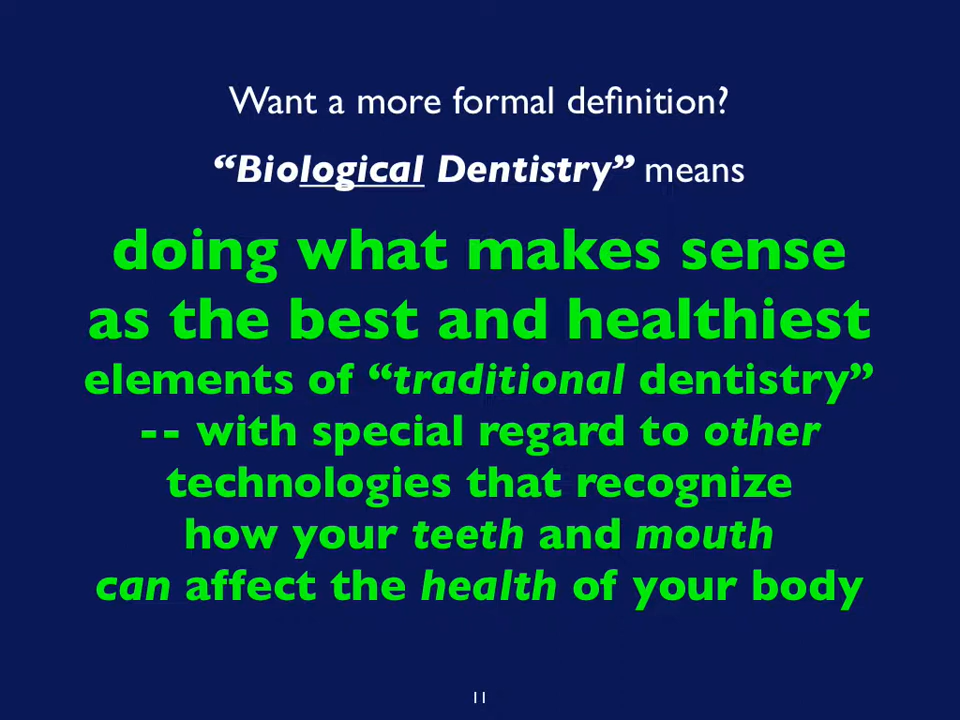 Want a more formal definition?
“Biological Dentistry” means
doing what makes sense
as the best and healthiest
elements of “traditional dentistry”
-- with special regard to other
technologies that recognize
how your teeth and mouth
can affect the health of your body
11